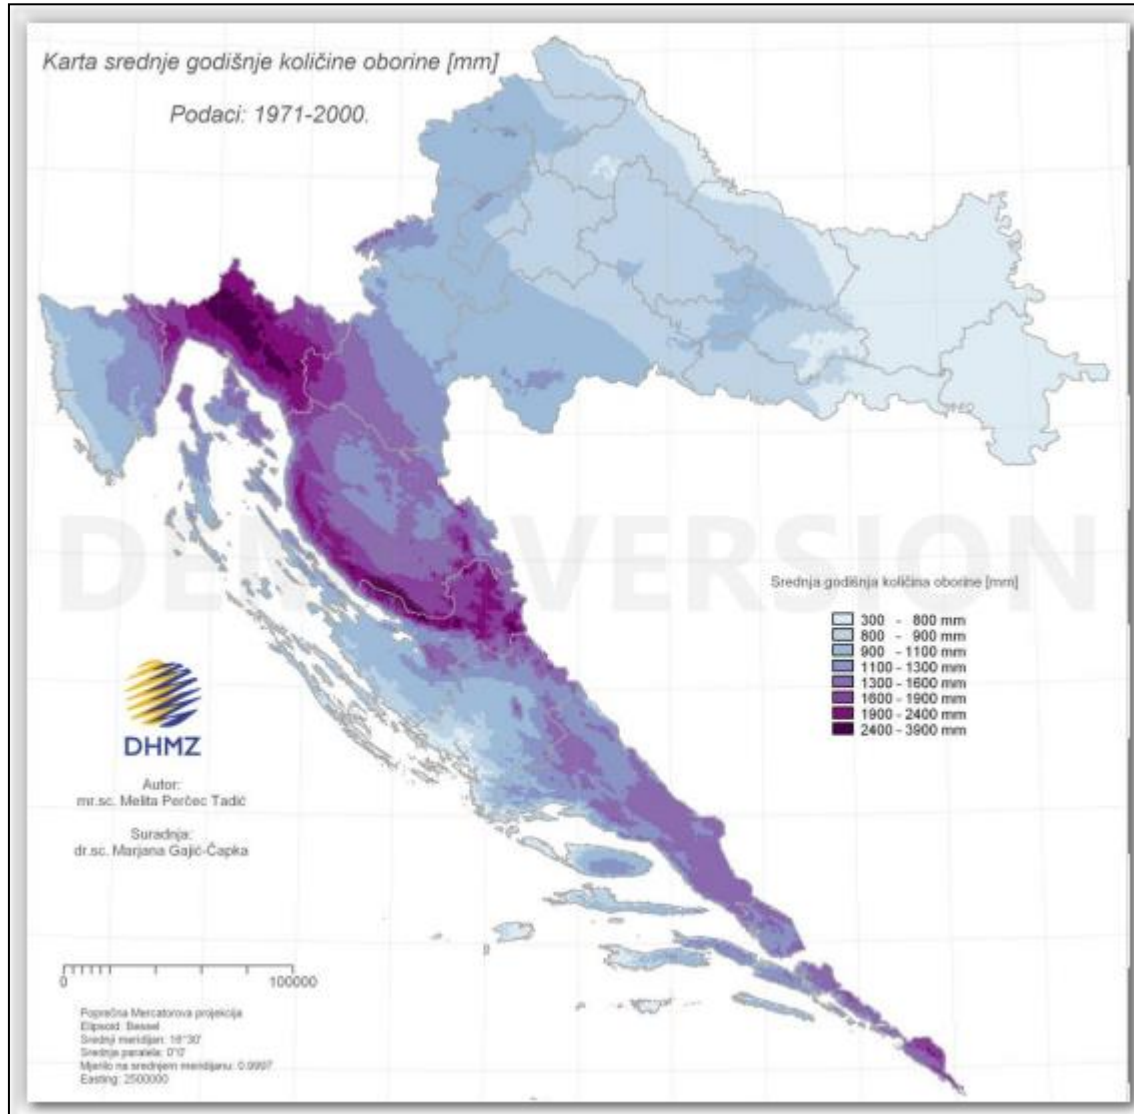 Karta srednje godišnje količine oborine [mm]
Podaci: 1971-2000.
DEMO VERSION
Srednja godišnja količina oborine [mm]
300 - 800 mm
800 - 900 mm
900 - 1100 mm
1100 - 1300 mm
1300 - 1600 mm
1600 - 1900 mm
1900 - 2400 mm
2400 - 3900 mm
DHMZ
Autor:
mr.sc. Melita Perčec Tadić
Suradnja:
dr.sc. Marjana Gajić-Čapka
0 100000
Poprečna Mercatorova projekcija
Elipsoid: Bessel
Srednji meridijan: 16°30'
Srednja paralela: 0°0'
Mjerilo na srednjem meridijanu: 0.9997
Easting: 2500000